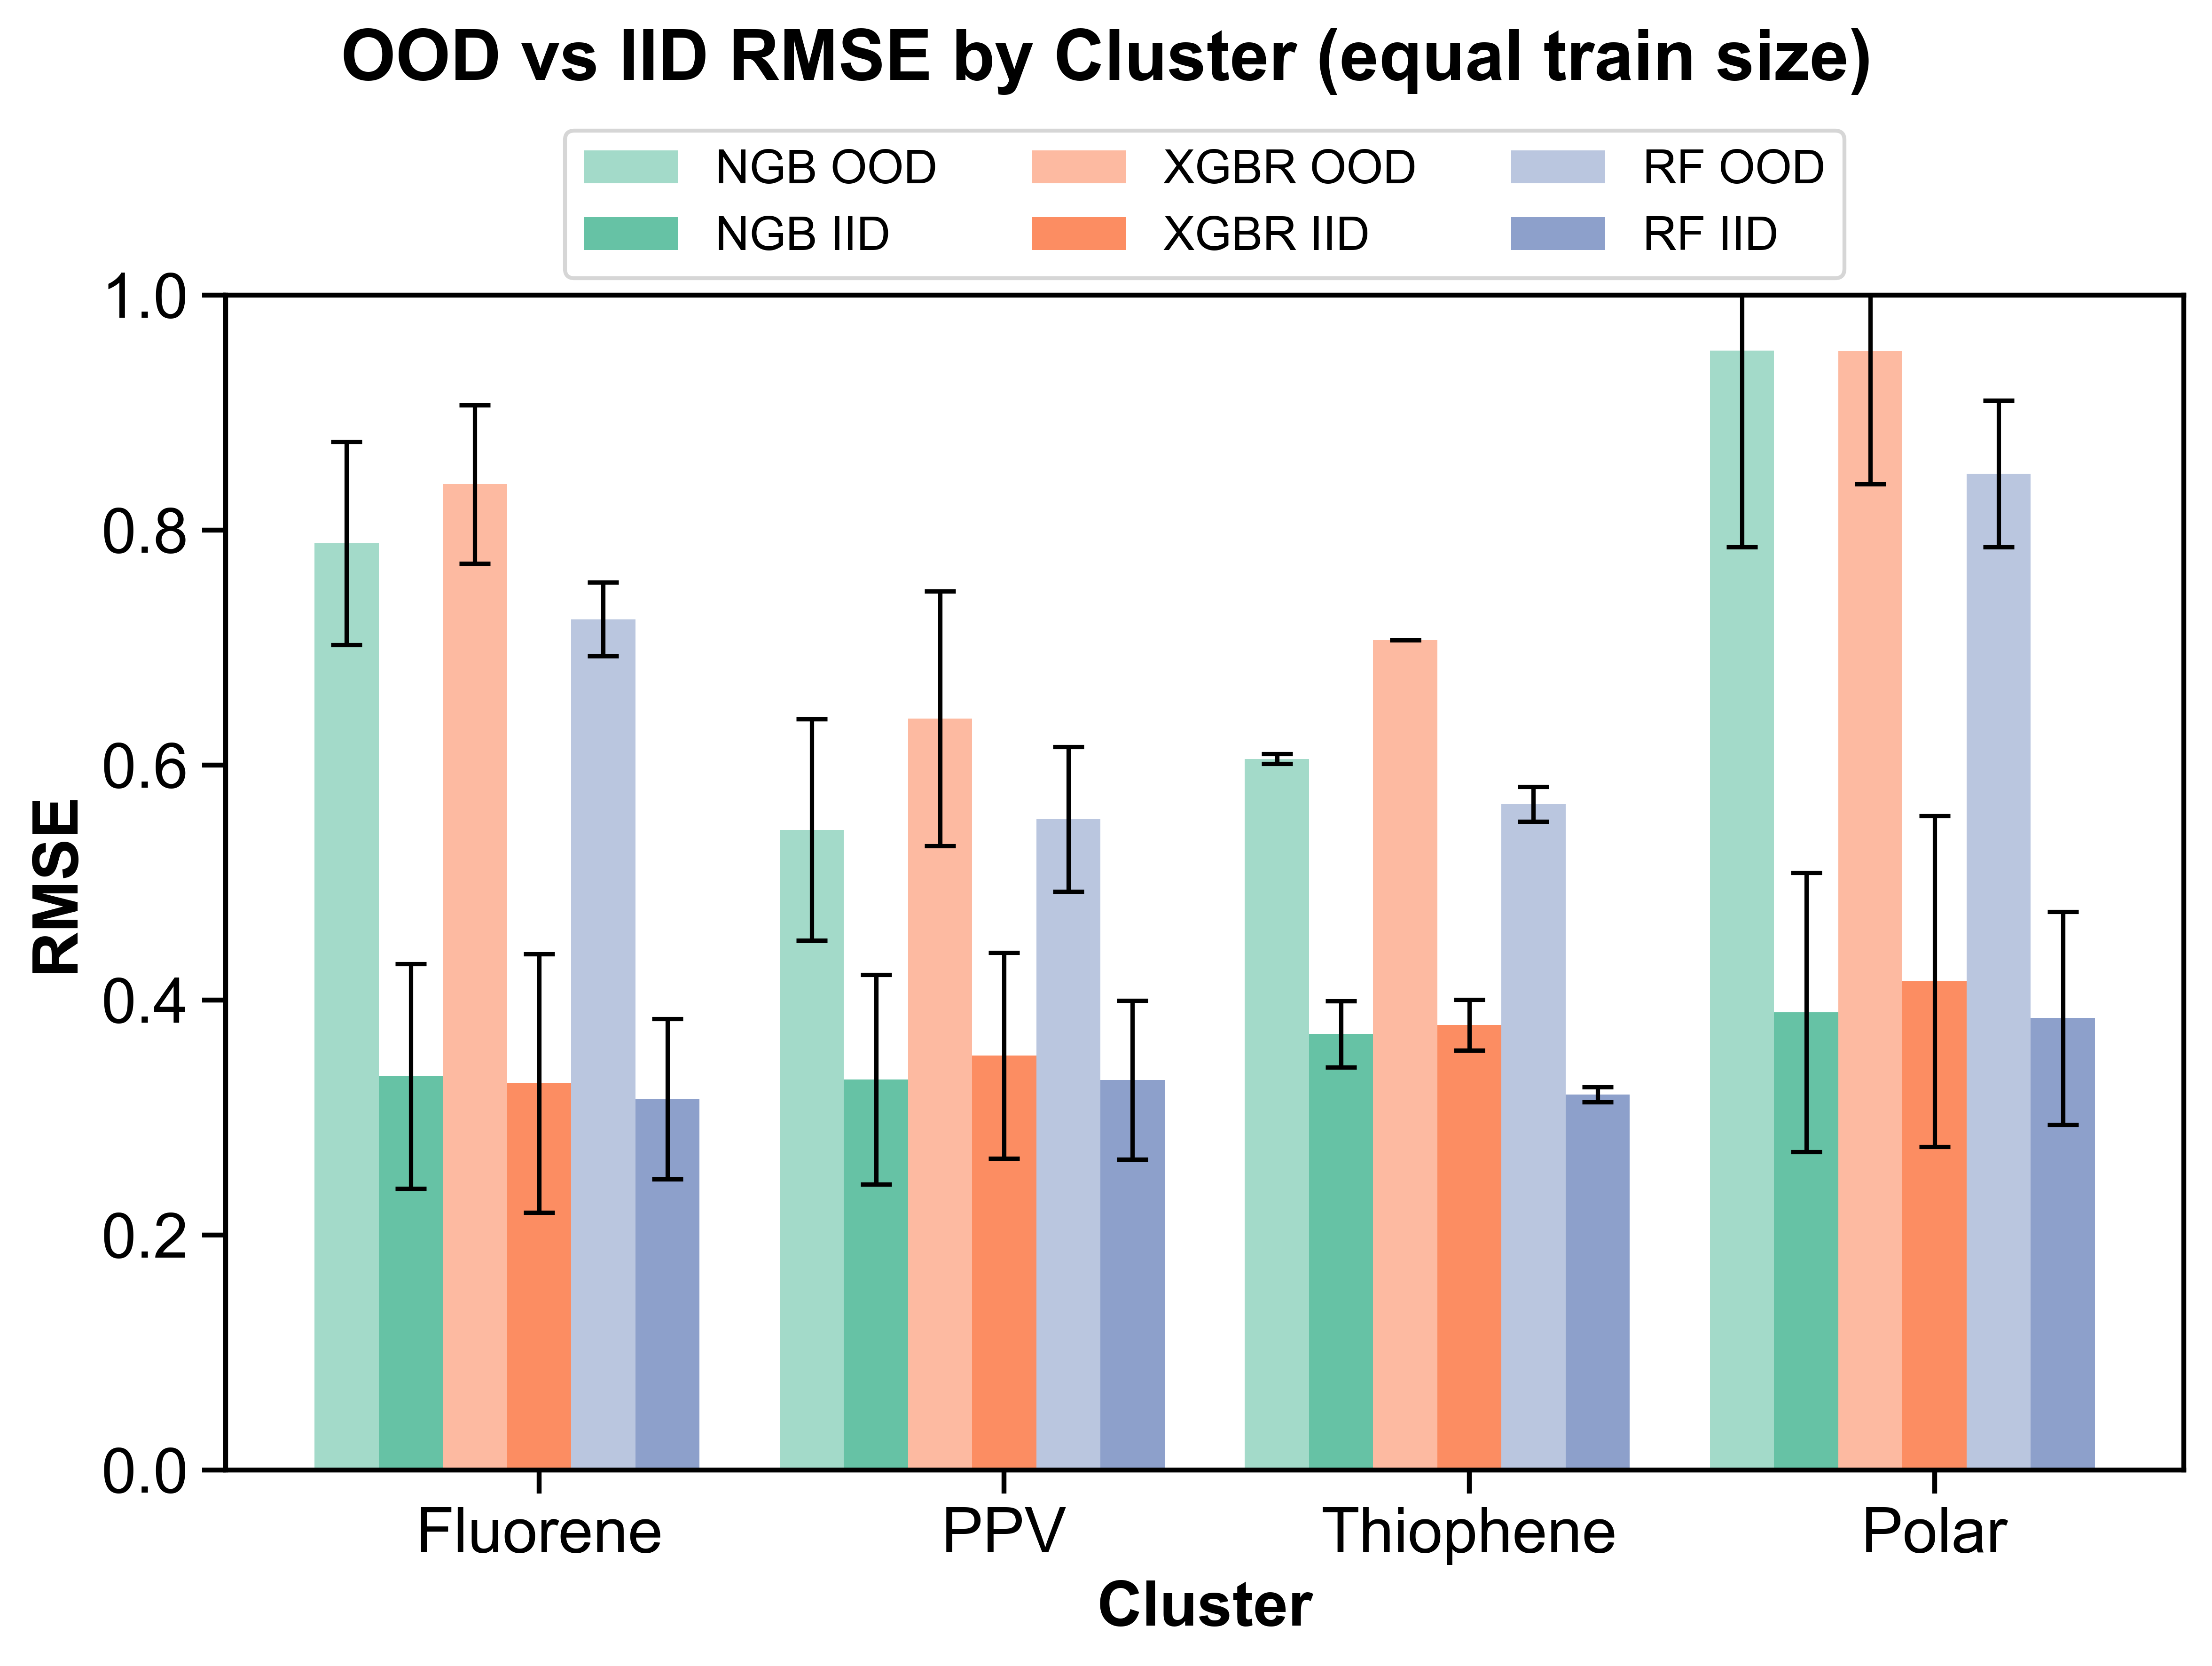 OOD vs IID RMSE by Cluster (equal train size)
NGB OOD XGBR OOD RF OOD
NGB IID XGBR IID RF IID
1.0
0.8
0.6
0.4
0.2
0.0
RMSE
Fluorene PPV Thiophene Polar
Cluster